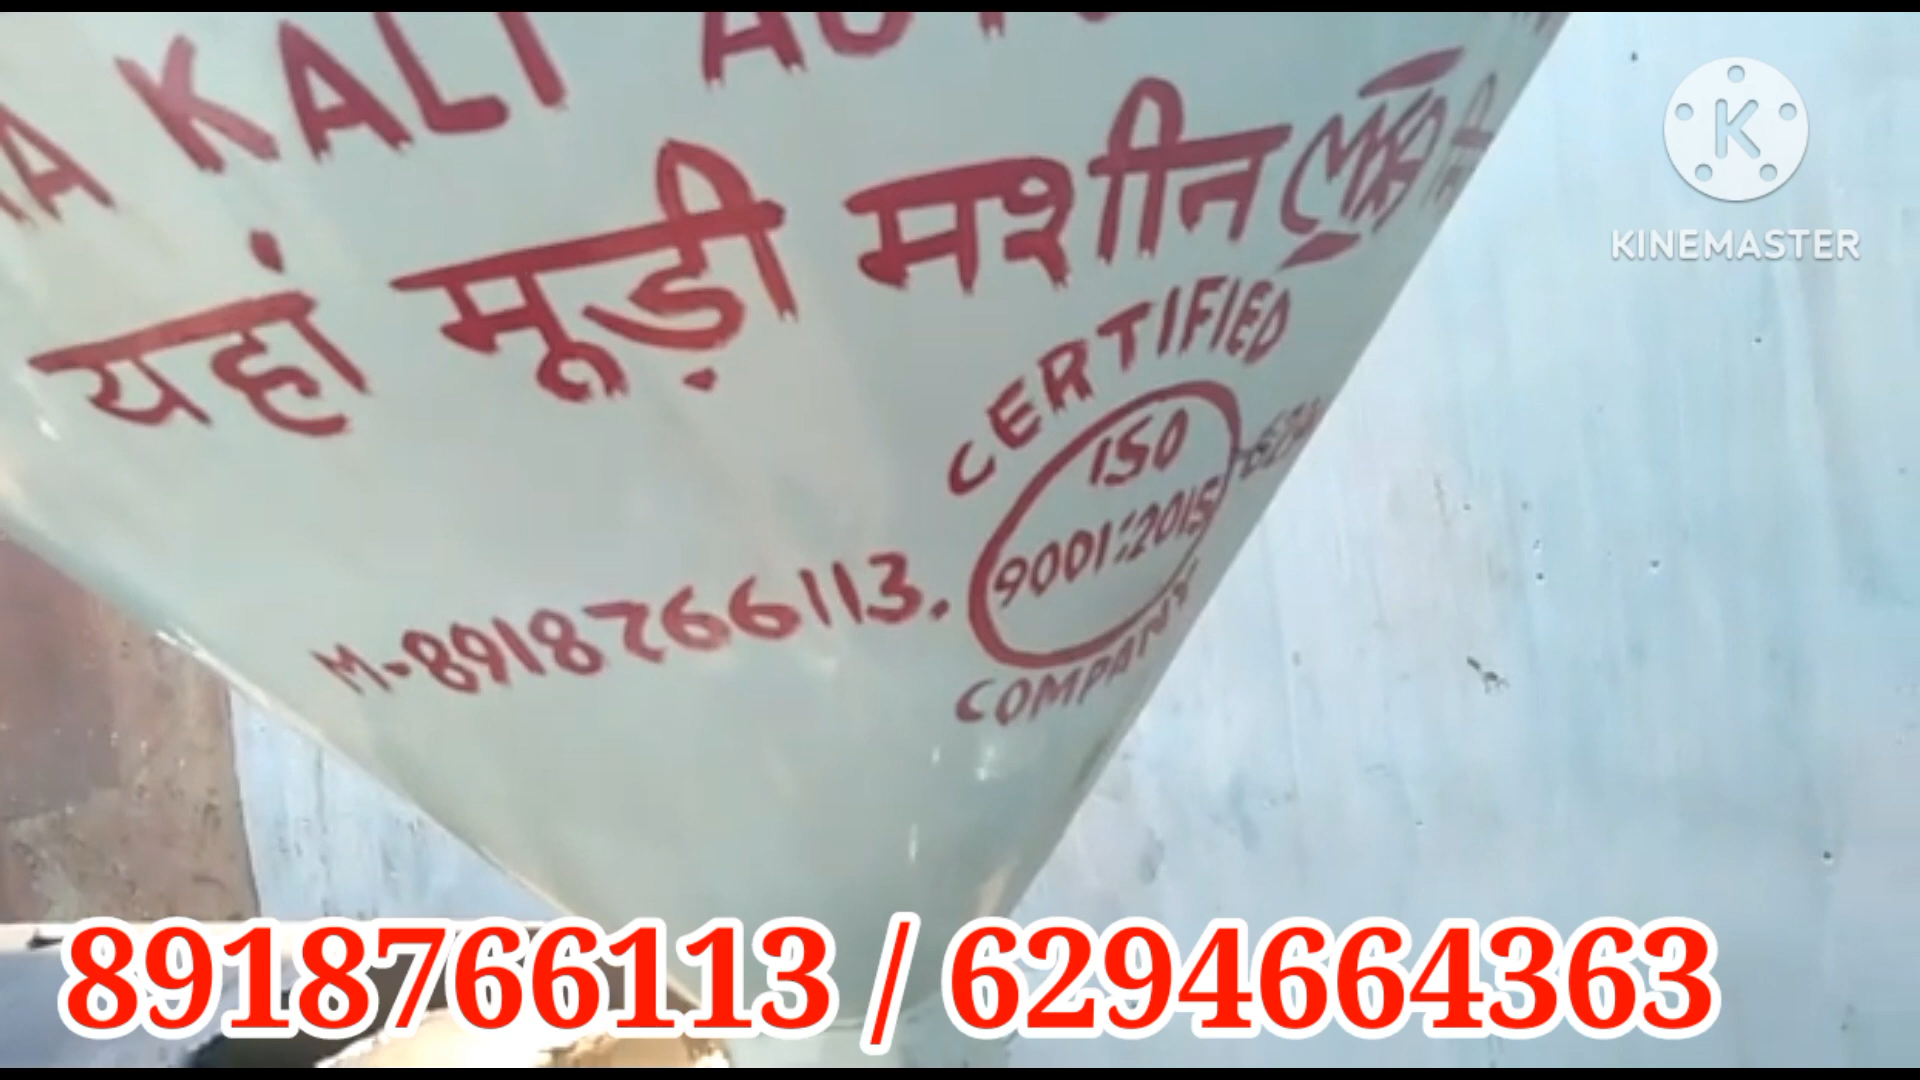 KALI
यहां मूड़ी मशीन
CERTIFIED
ISO
9001:2015
COMPANY
M-8918766113.
KINEMASTER
8918766113 / 6294664363